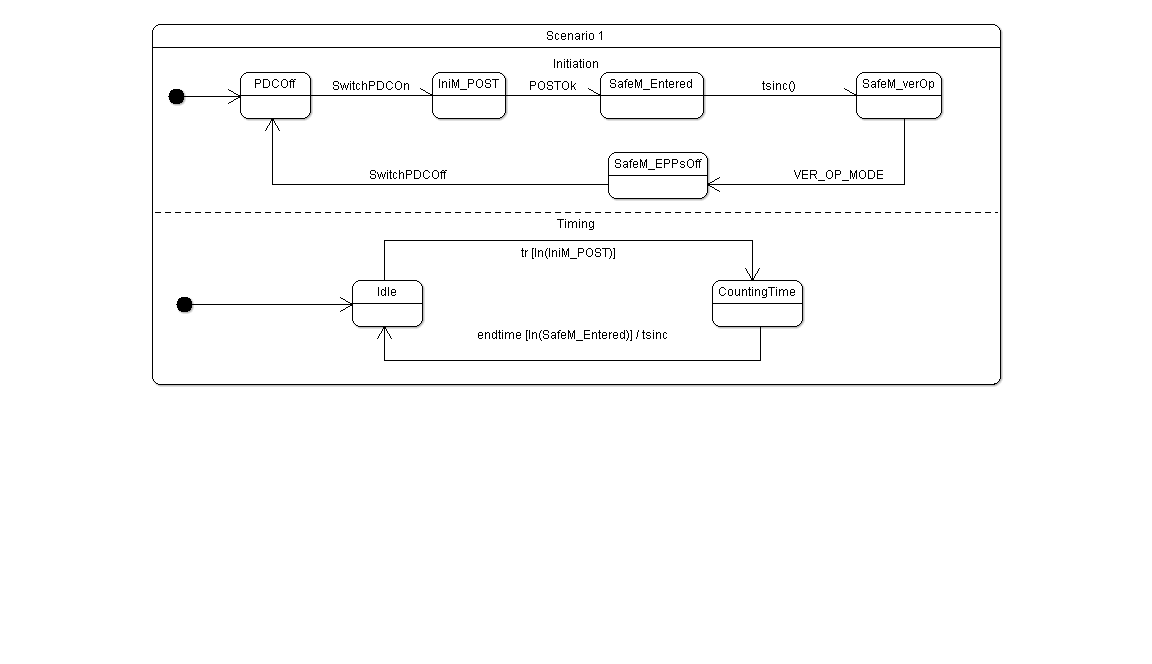 Scenario 1
Initiation
PDCOff
SwitchPDCOn
IniM_POST
POSTOk
SafeM_Entered
tsinc()
SafeM_verOp
SafeM_EPPsOff
SwitchPDCOff
VER_OP_MODE
Timing
tr [In(IniM_POST)]
Idle
CountingTime
endtime [In(SafeM_Entered)] / tsinc